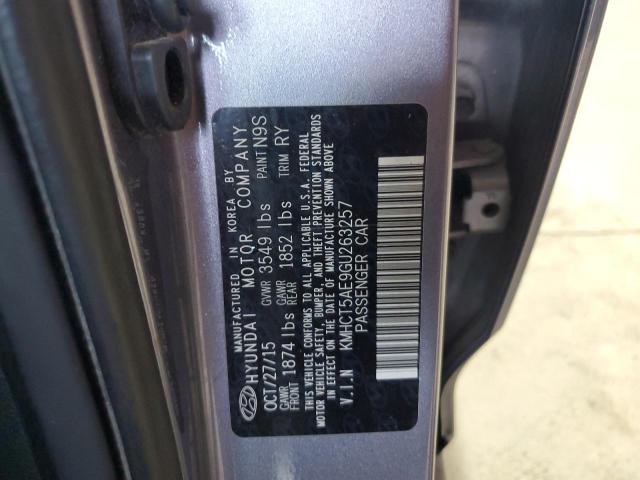 MANUFACTURED IN KOREA BY
HYUNDAI MOTOR COMPANY
OCT/27/15 GVWR 3549 lbs PAINT N9S
GAWR FRONT 1874 lbs GAWR REAR 1852 lbs TRIM RY
THIS VEHICLE CONFORMS TO ALL APPLICABLE U.S.A. FEDERAL
MOTOR VEHICLE SAFETY, BUMPER, AND THEFT PREVENTION STANDARDS
IN EFFECT ON THE DATE OF MANUFACTURE SHOWN ABOVE
V.I.N KMHCT5AE9GU263257
PASSENGER CAR